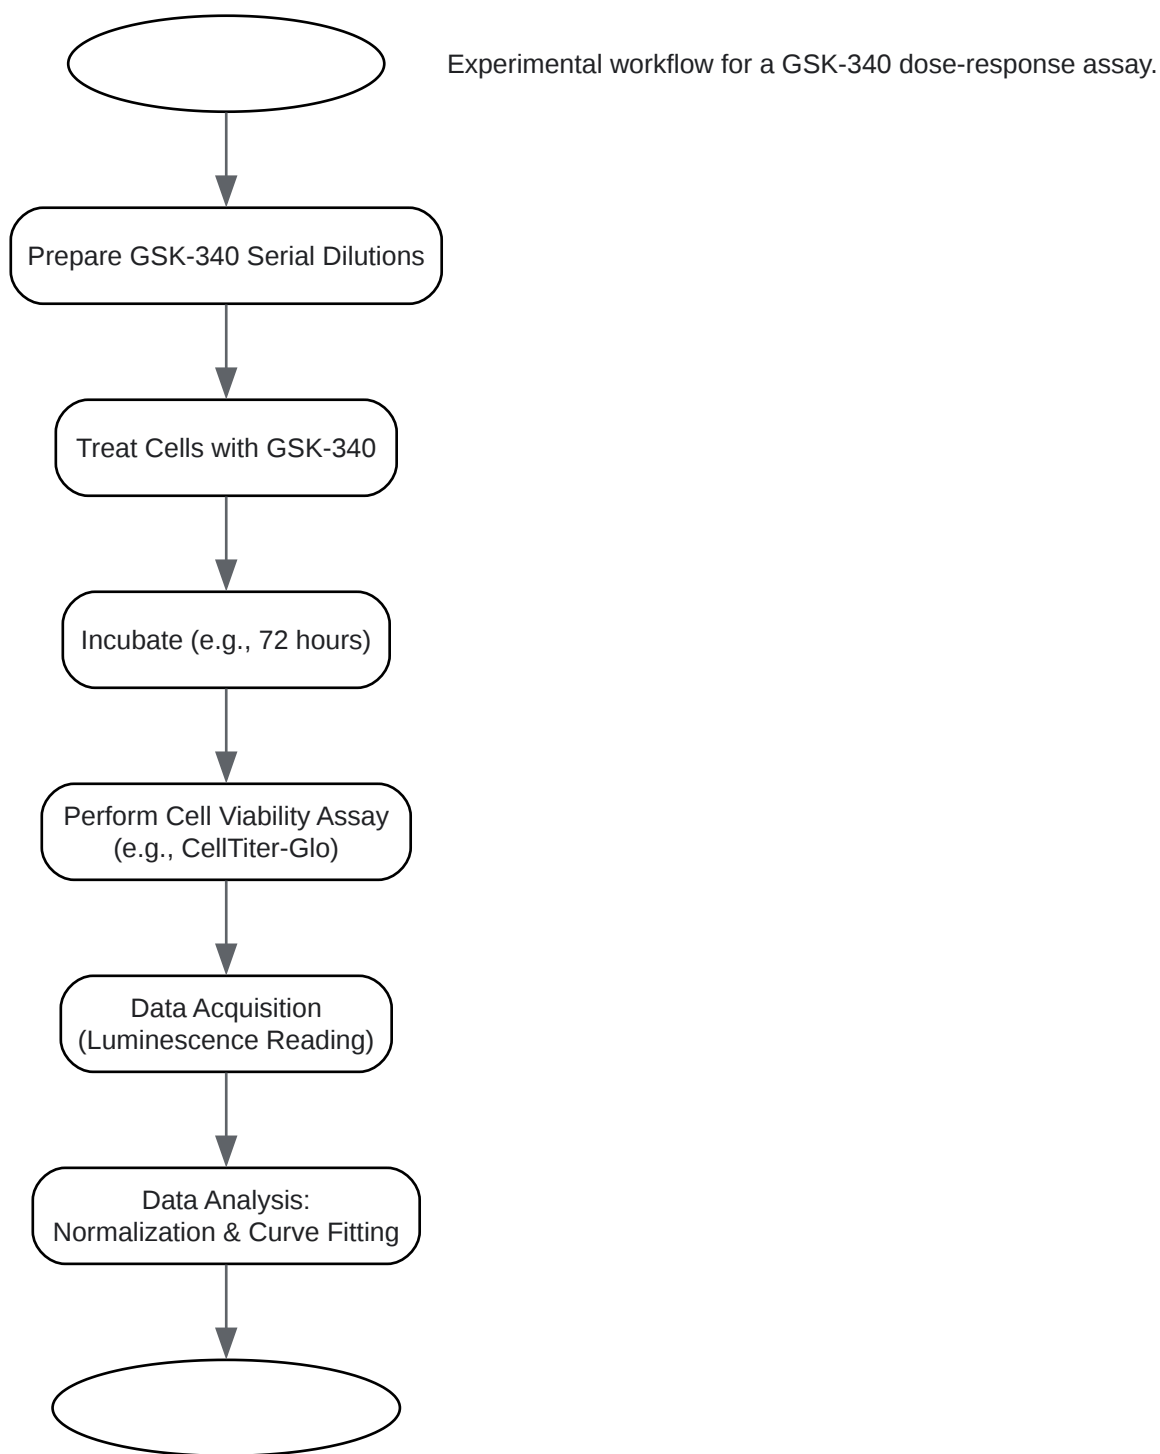 Experimental workflow for a GSK-340 dose-response assay.
Prepare GSK-340 Serial Dilutions
Treat Cells with GSK-340
Incubate (e.g., 72 hours)
Perform Cell Viability Assay
(e.g., CellTiter-Glo)
Data Acquisition
(Luminescence Reading)
Data Analysis:
Normalization & Curve Fitting